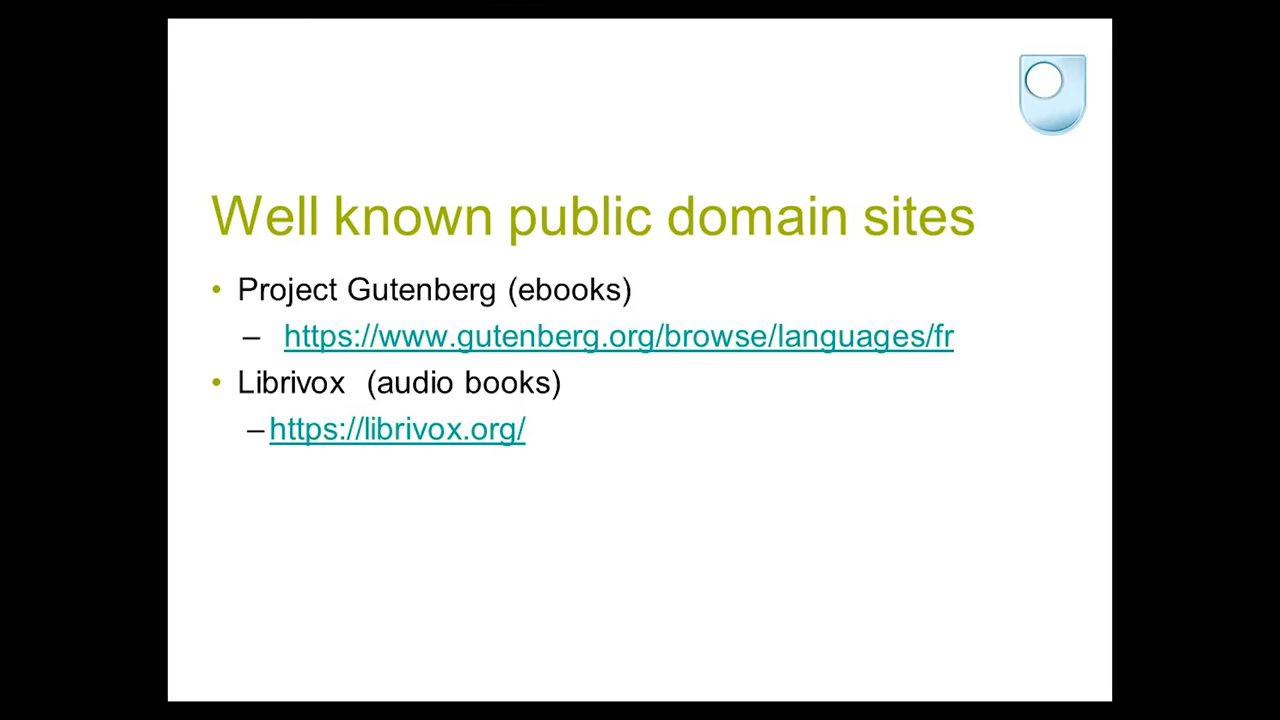 Well known public domain sites
• Project Gutenberg (ebooks)
– https://www.gutenberg.org/browse/languages/fr
• Librivox  (audio books)
–https://librivox.org/